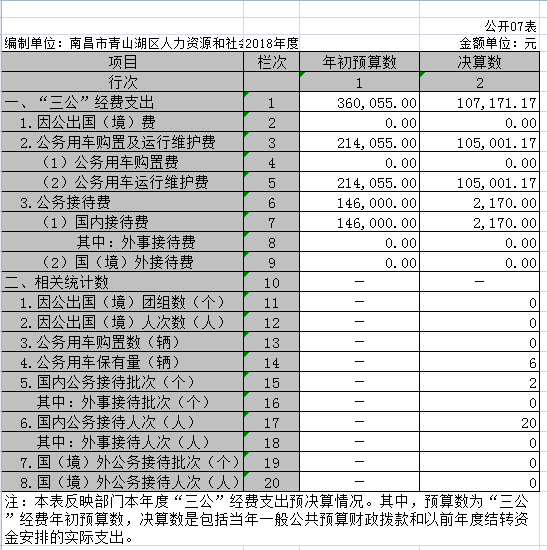 公开07表
编制单位：南昌市青山湖区人力资源和社会2018年度 金额单位：元
项目 栏次 年初预算数 决算数
行次 1 2
一、“三公”经费支出 1 360,055.00 107,171.17
1.因公出国（境）费 2 0.00 0.00
2.公务用车购置及运行维护费 3 214,055.00 105,001.17
（1）公务用车购置费 4 0.00 0.00
（2）公务用车运行维护费 5 214,055.00 105,001.17
3.公务接待费 6 146,000.00 2,170.00
（1）国内接待费 7 146,000.00 2,170.00
其中：外事接待费 8 0.00 0.00
（2）国（境）外接待费 9 0.00 0.00
二、相关统计数 10 — —
1.因公出国（境）团组数（个） 11 — 0
2.因公出国（境）人次数（人） 12 — 0
3.公务用车购置数（辆） 13 — 0
4.公务用车保有量（辆） 14 — 6
5.国内公务接待批次（个） 15 — 2
其中：外事接待批次（个） 16 — 0
6.国内公务接待人次（人） 17 — 20
其中：外事接待人次（人） 18 — 0
7.国（境）外公务接待批次（个） 19 — 0
8.国（境）外公务接待人次（人） 20 — 0
注：本表反映部门本年度“三公”经费支出预决算情况。其中，预算数为“三公
”经费年初预算数，决算数是包括当年一般公共预算财政拨款和以前年度结转资
金安排的实际支出。